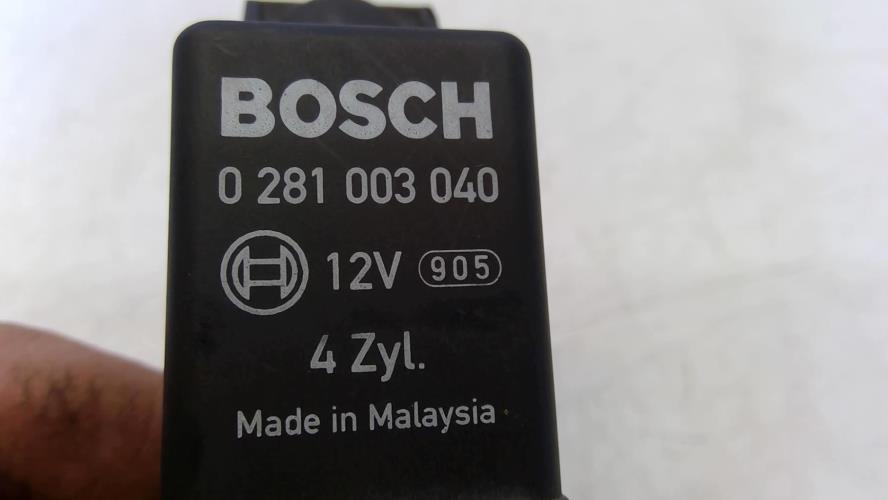 BOSCH
0 281 003 040
12V 905
4 Zyl.
Made in Malaysia